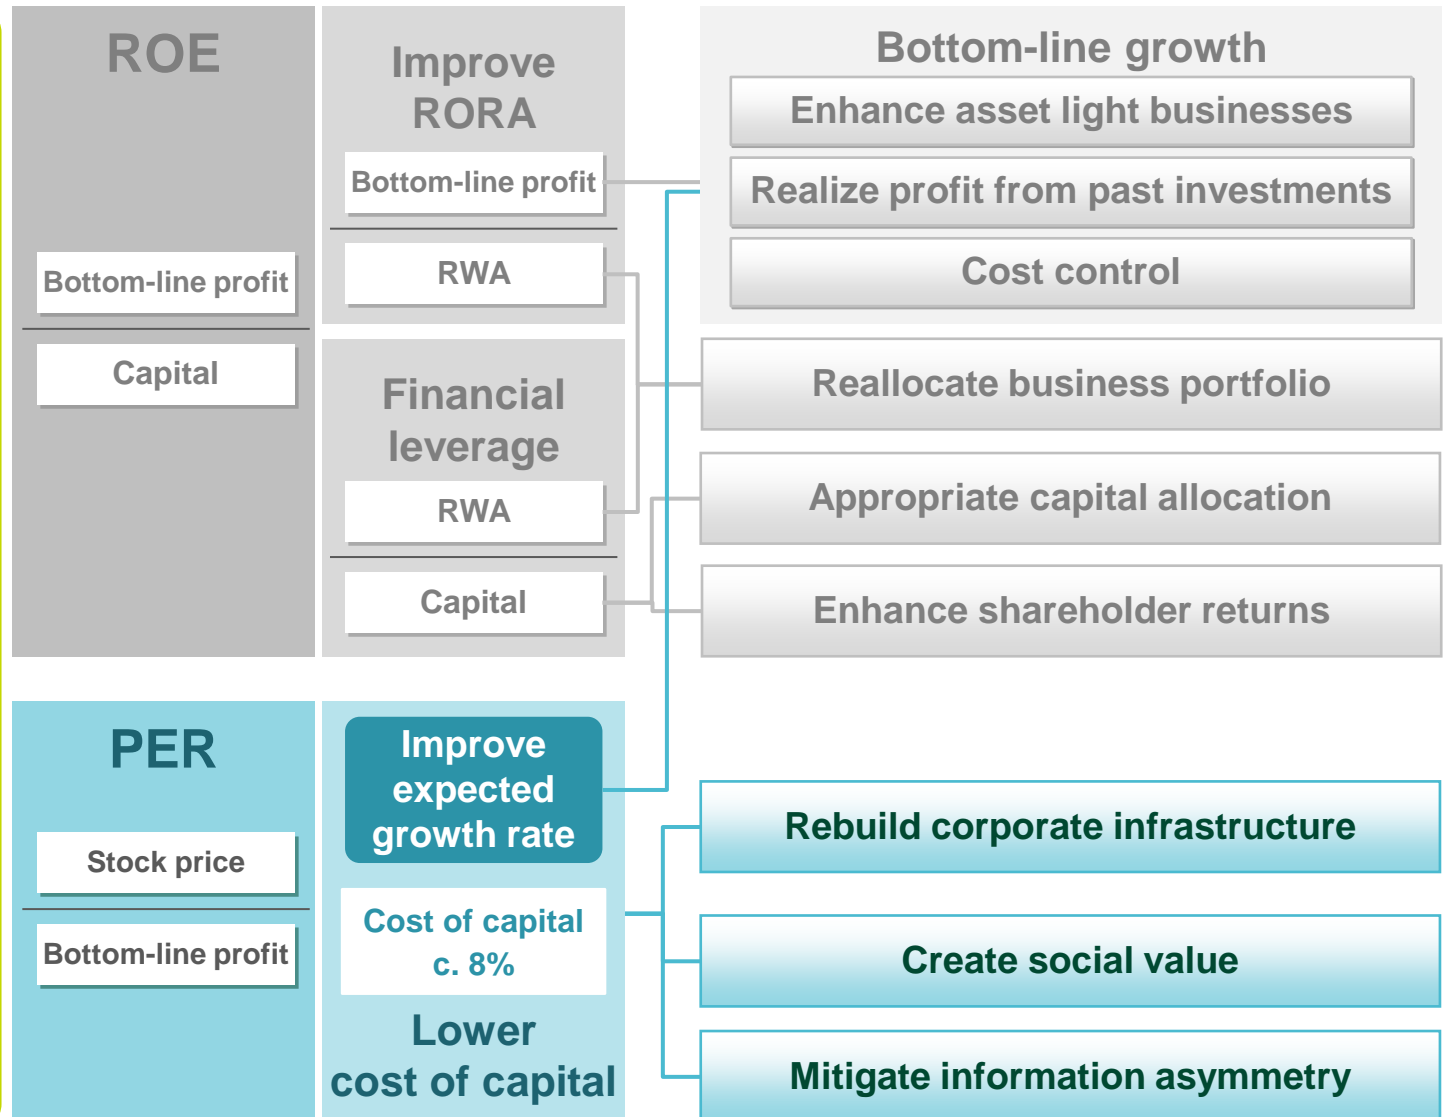 ROE
Bottom-line profit
Capital
Improve
RORA
Bottom-line profit
RWA
Financial
leverage
RWA
Capital
Bottom-line growth
Enhance asset light businesses
Realize profit from past investments
Cost control
Reallocate business portfolio
Appropriate capital allocation
Enhance shareholder returns
PER
Stock price
Bottom-line profit
Improve
expected
growth rate
Cost of capital
c. 8%
Lower
cost of capital
Rebuild corporate infrastructure
Create social value
Mitigate information asymmetry